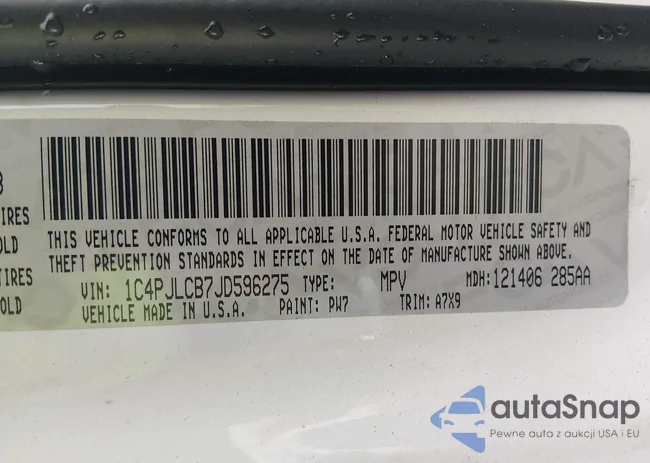 3
IRES
OLD
IRES
OLD
THIS VEHICLE CONFORMS TO ALL APPLICABLE U.S.A. FEDERAL MOTOR VEHICLE SAFETY AND
THEFT PREVENTION STANDARDS IN EFFECT ON THE DATE OF MANUFACTURE SHOWN ABOVE.
VIN: 1C4PJLCB7JD596275 TYPE: MPV MDH:121406 285AA
VEHICLE MADE IN U.S.A. PAINT: PW7 TRIM: A7X9
autaSnap
Pewne auta z aukcji USA i EU